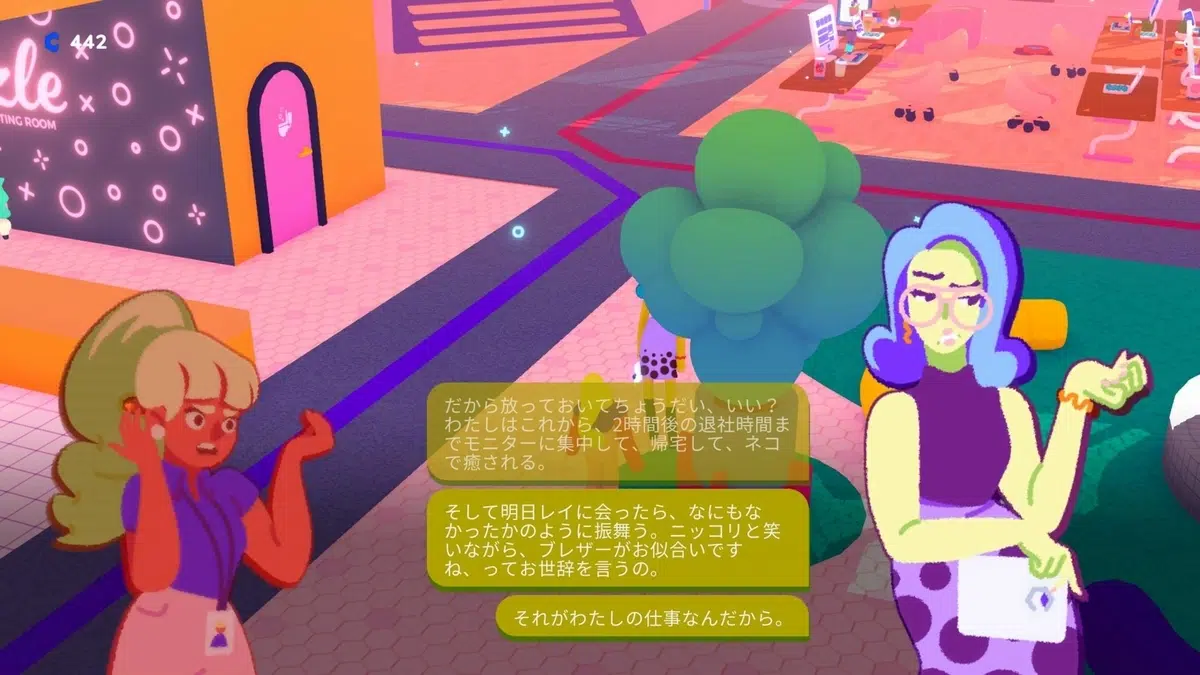 442
zle
TING ROOM
だから放っておいてちょうだい、いい？
わたしはこれから、2時間後の退社時間ま
でモニターに集中して、帰宅して、ネコ
で癒される。
そして明日レイに会ったら、なにもな
かったかのように振舞う。ニッコリと笑
いながら、ブレザーがお似合いです
ね、ってお世辞を言うの。
それがわたしの仕事なんだから。